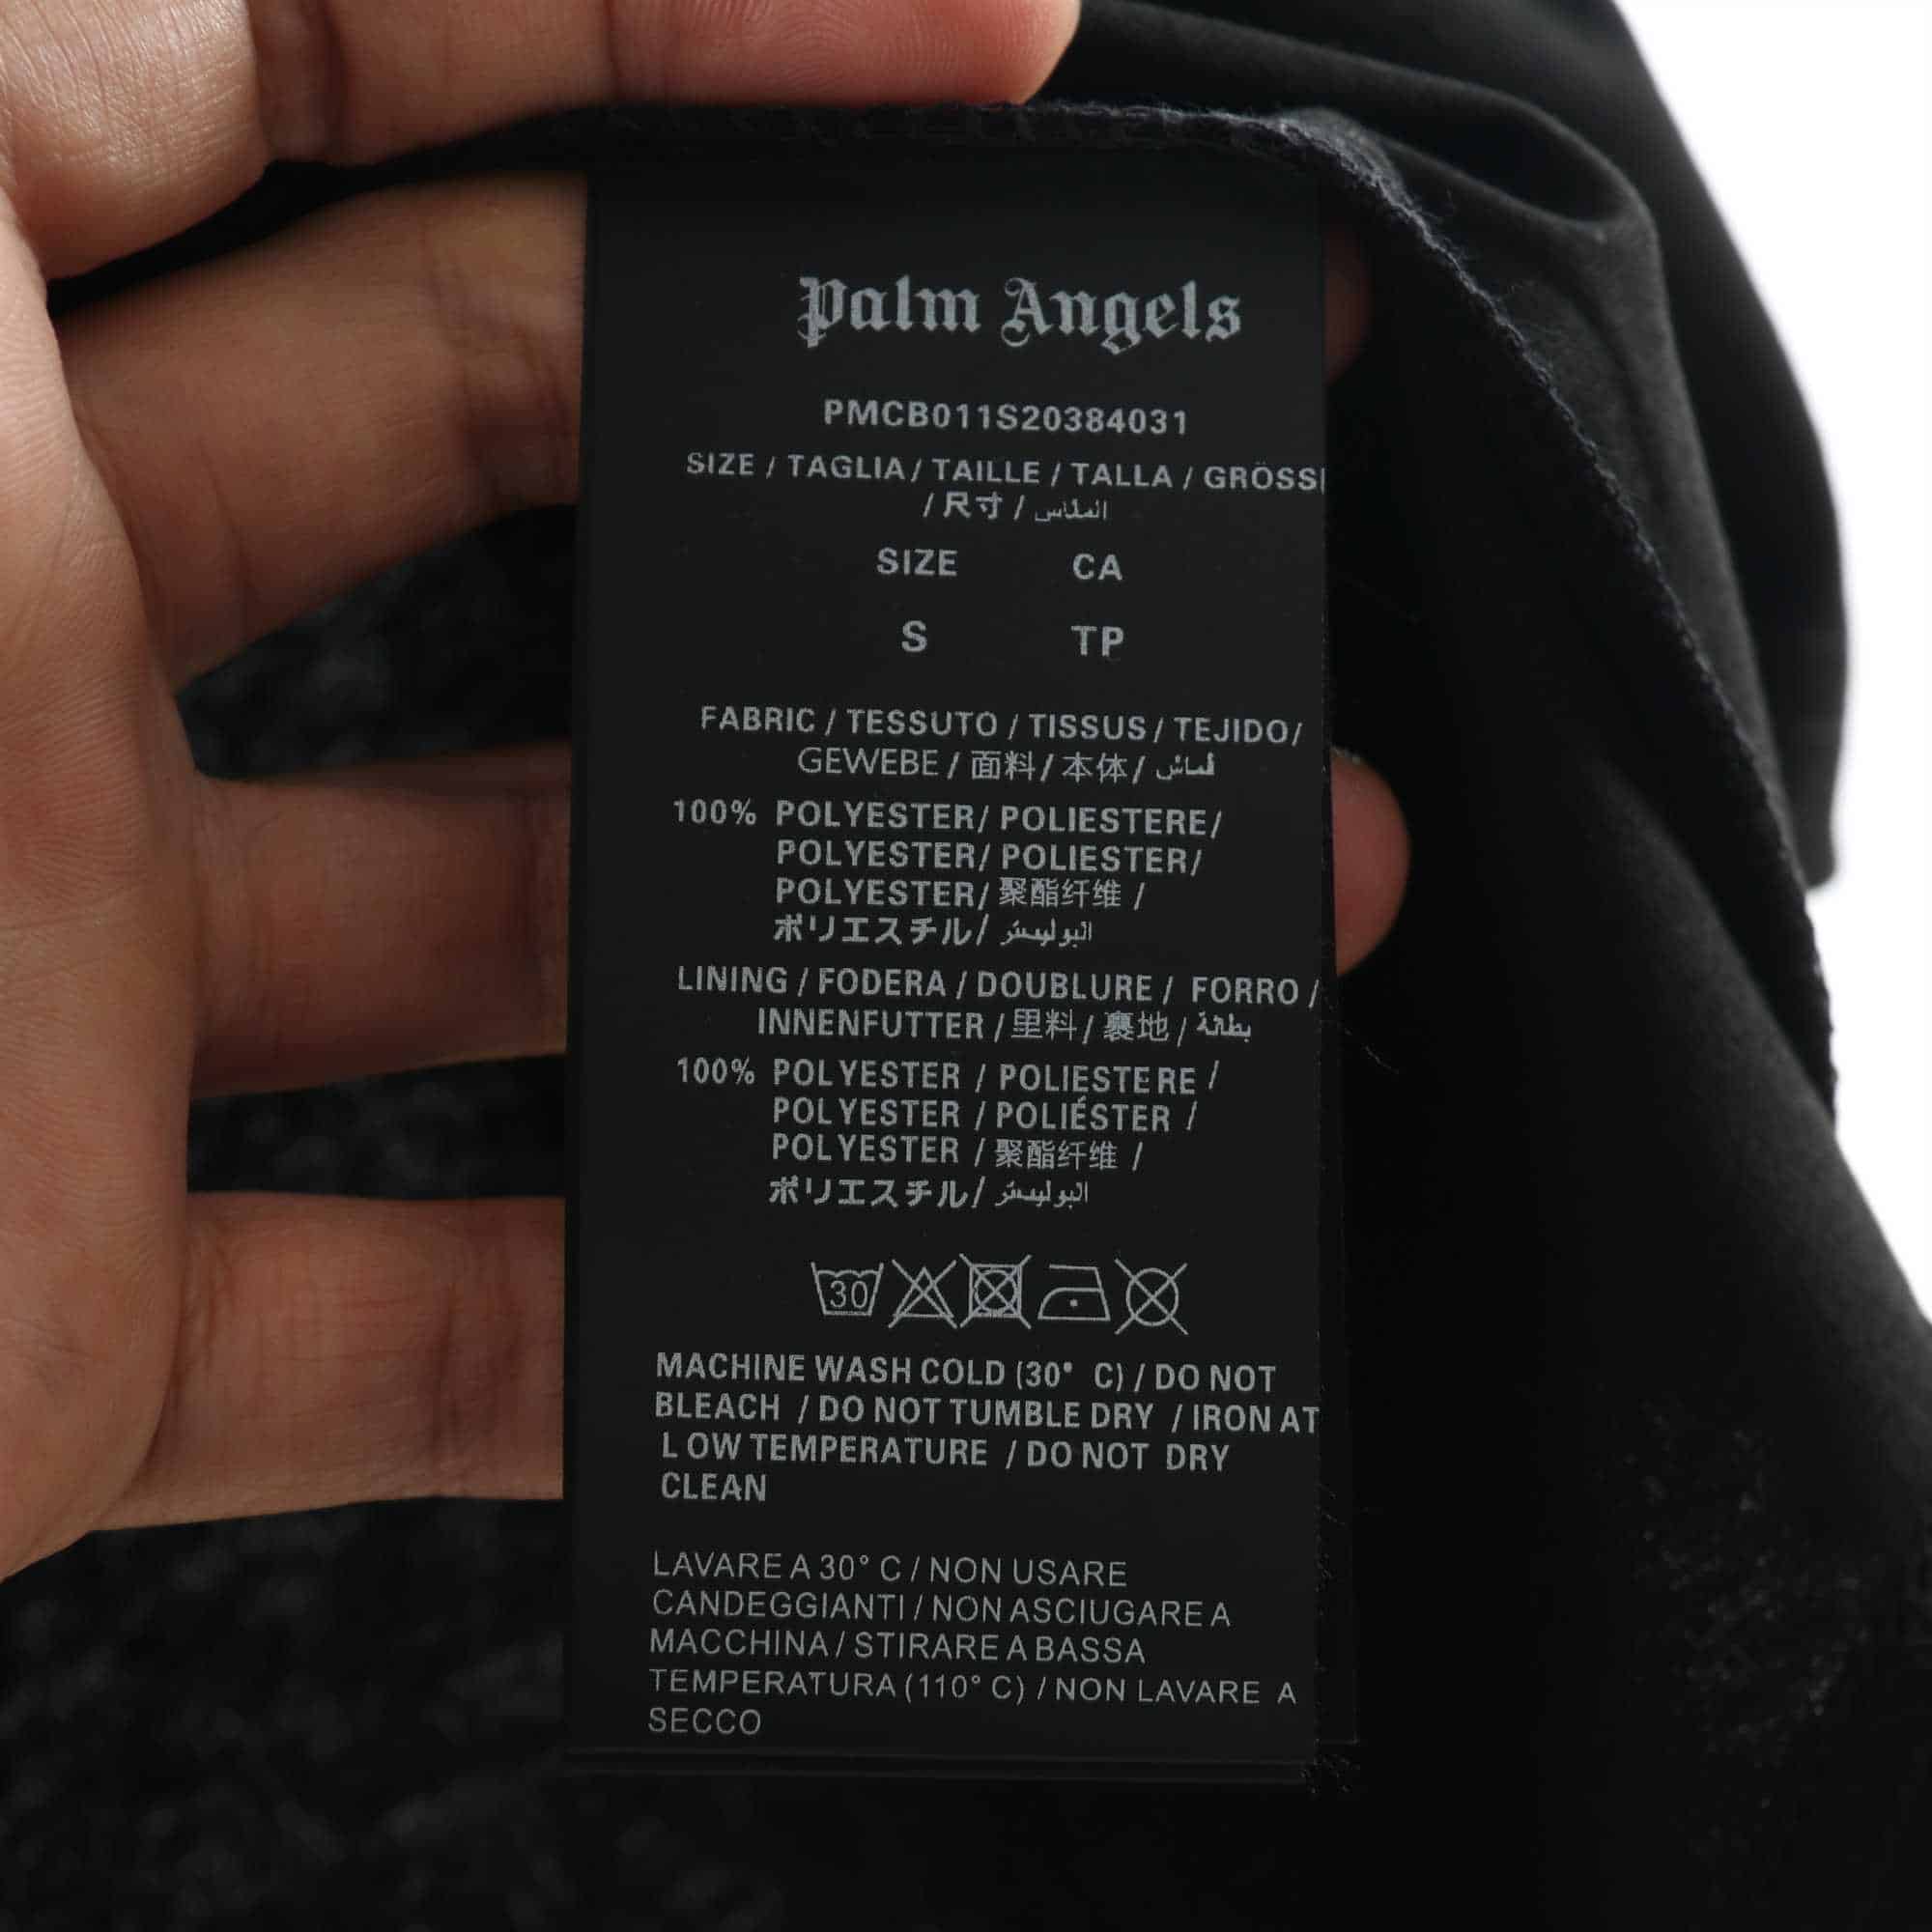 Palm Angels
PMCB011S20384031
SIZE / TAGLIA / TAILLE / TALLA / GRÖSS
/ 尺寸 / المقاس
SIZE CA
S TP
FABRIC / TESSUTO / TISSUS / TEJIDO/
GEWEBE / 面料 / 本体 / قماش
100% POLYESTER/ POLIESTERE/
POLYESTER/ POLIESTER/
POLYESTER/ 聚酯纤维 /
ポリエスチル/ البوليستر
LINING / FODERA / DOUBLURE / FORRO /
INNENFUTTER / 里料 / 裏地 / بطانة
100% POLYESTER / POLIESTERE /
POLYESTER / POLIÉSTER /
POLYESTER / 聚酯纤维 /
ポリエスチル/ البوليستر
30
MACHINE WASH COLD (30° C) / DO NOT
BLEACH / DO NOT TUMBLE DRY / IRON AT
LOW TEMPERATURE / DO NOT DRY
CLEAN
LAVARE A 30° C / NON USARE
CANDEGGIANTI / NON ASCIUGARE A
MACCHINA / STIRARE A BASSA
TEMPERATURA (110° C) / NON LAVARE A
SECCO